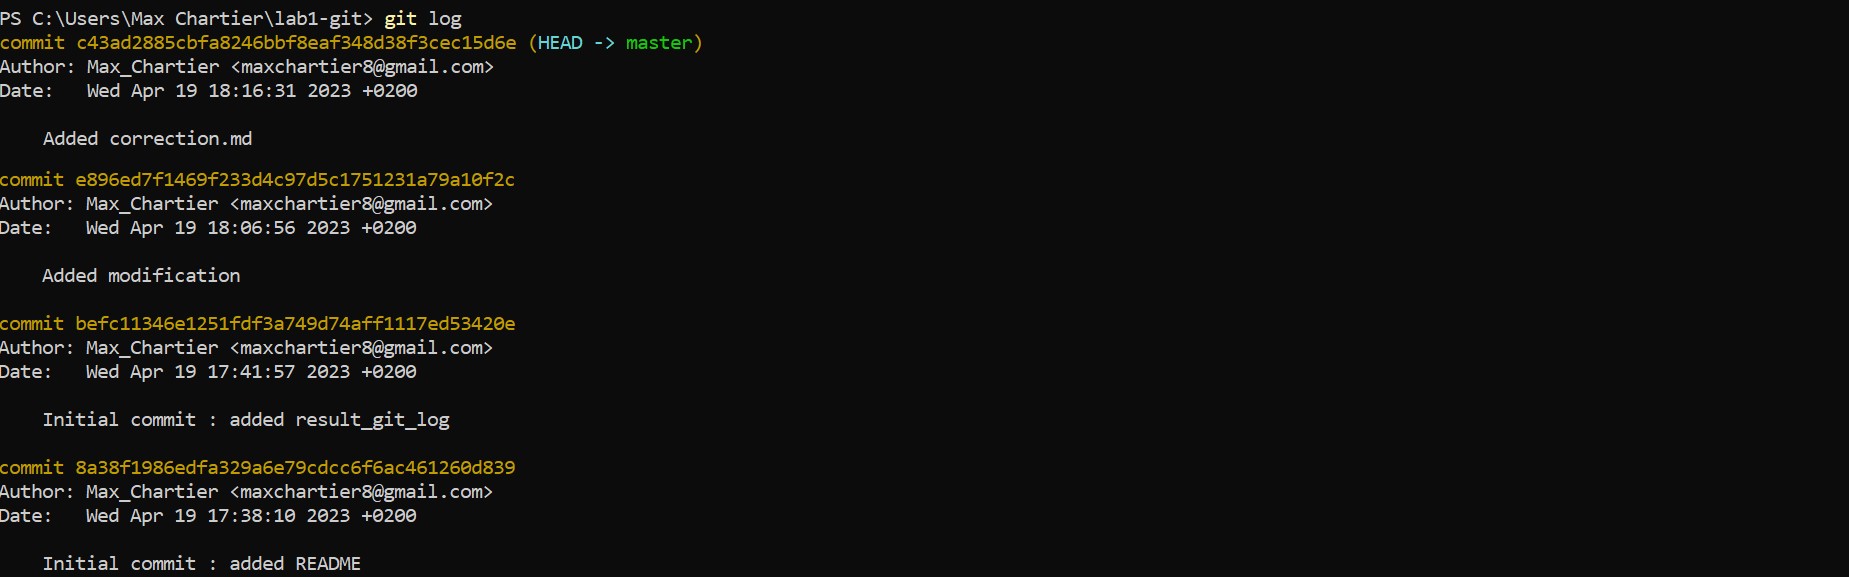 PS C:\Users\Max Chartier\lab1-git> git log
commit c43ad2885cbfa8246bbf8eaf348d38f3cec15d6e (HEAD -> master)
Author: Max_Chartier <maxchartier8@gmail.com>
Date:   Wed Apr 19 18:16:31 2023 +0200
Added correction.md
commit e896ed7f1469f233d4c97d5c1751231a79a10f2c
Author: Max_Chartier <maxchartier8@gmail.com>
Date:   Wed Apr 19 18:06:56 2023 +0200
Added modification
commit befc11346e1251fdf3a749d74aff1117ed53420e
Author: Max_Chartier <maxchartier8@gmail.com>
Date:   Wed Apr 19 17:41:57 2023 +0200
Initial commit : added result_git_log
commit 8a38f1986edfa329a6e79cdcc6f6ac461260d839
Author: Max_Chartier <maxchartier8@gmail.com>
Date:   Wed Apr 19 17:38:10 2023 +0200
Initial commit : added README